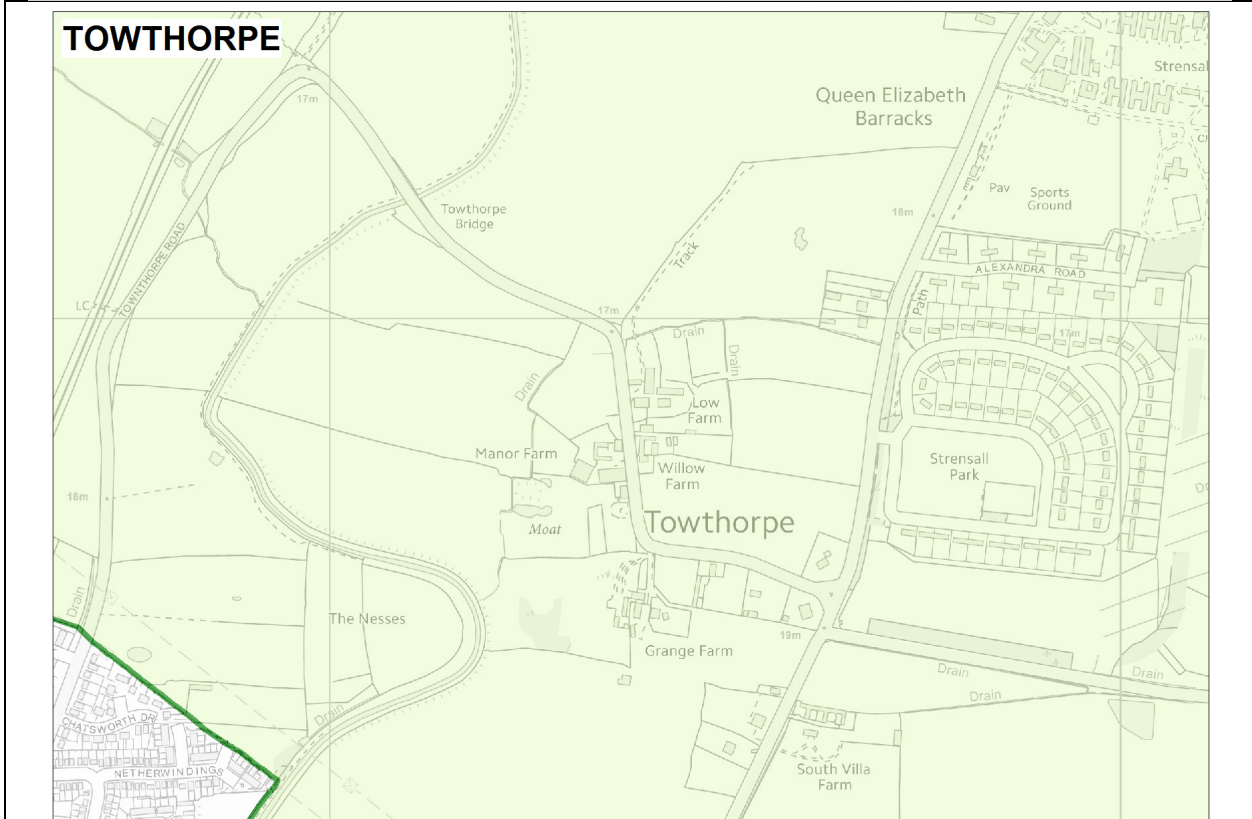 TOWTHORPE
Strensal
17m
Queen Elizabeth
Barracks
Pav
Sports
Ground
Towthorpe
Bridge
18m
TOWNTHORPE ROAD
Track
ALEXANDRA ROAD
LC
17m
Path
Drain
17m
Drain
Drain
Low
Farm
Manor Farm
Willow
Farm
Strensall
Park
18m
Moat
Towthorpe
Drain
The Nesses
19m
Grange Farm
Drain
Drain
Drain
Drain
CHATSWORTH DR
NETHERWINDINGS
South Villa
Farm